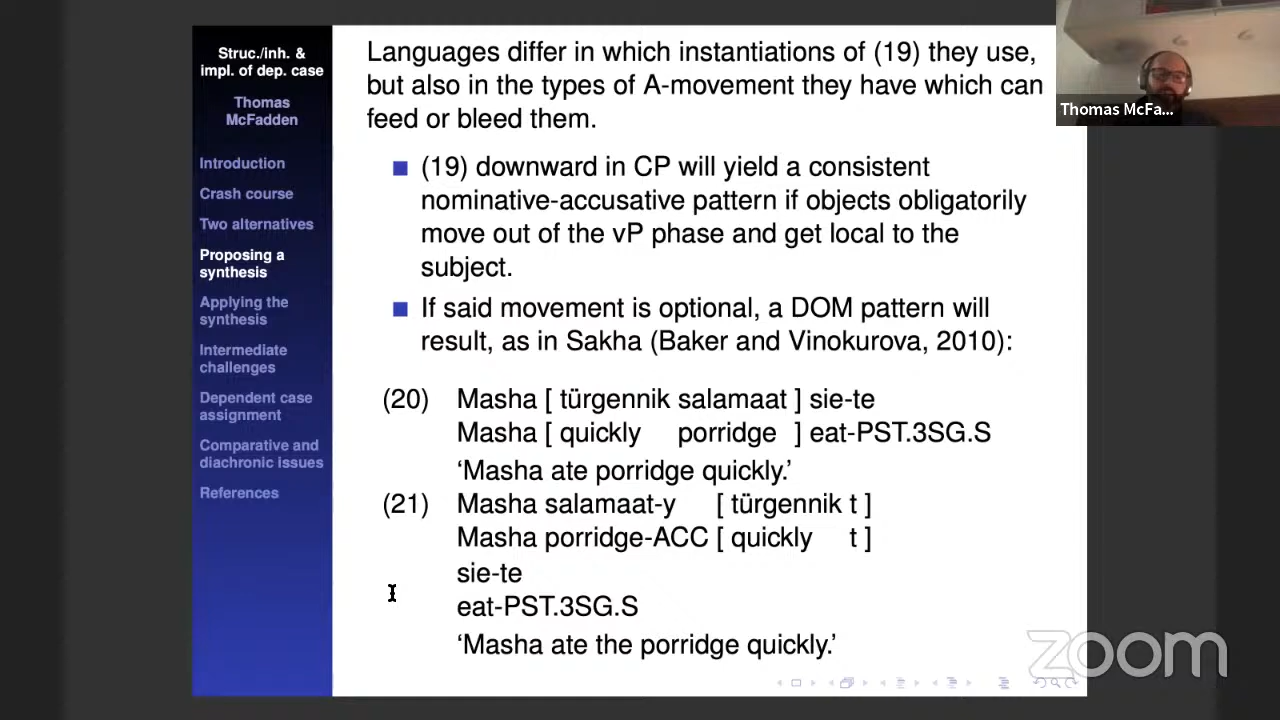 Struc./inh. &
impl. of dep. case
Thomas
McFadden
Introduction
Crash course
Two alternatives
Proposing a
synthesis
Applying the
synthesis
Intermediate
challenges
Dependent case
assignment
Comparative and
diachronic issues
References
Languages differ in which instantiations of (19) they use,
but also in the types of A-movement they have which can
feed or bleed them.
(19) downward in CP will yield a consistent
nominative-accusative pattern if objects obligatorily
move out of the vP phase and get local to the
subject.
If said movement is optional, a DOM pattern will
result, as in Sakha (Baker and Vinokurova, 2010):
(20) Masha [ türgennik salamaat ] sie-te
Masha [ quickly porridge ] eat-PST.3SG.S
‘Masha ate porridge quickly.’
(21) Masha salamaat-y [ türgennik t ]
Masha porridge-ACC [ quickly t ]
sie-te
eat-PST.3SG.S
‘Masha ate the porridge quickly.’
Thomas McFa...
zoom